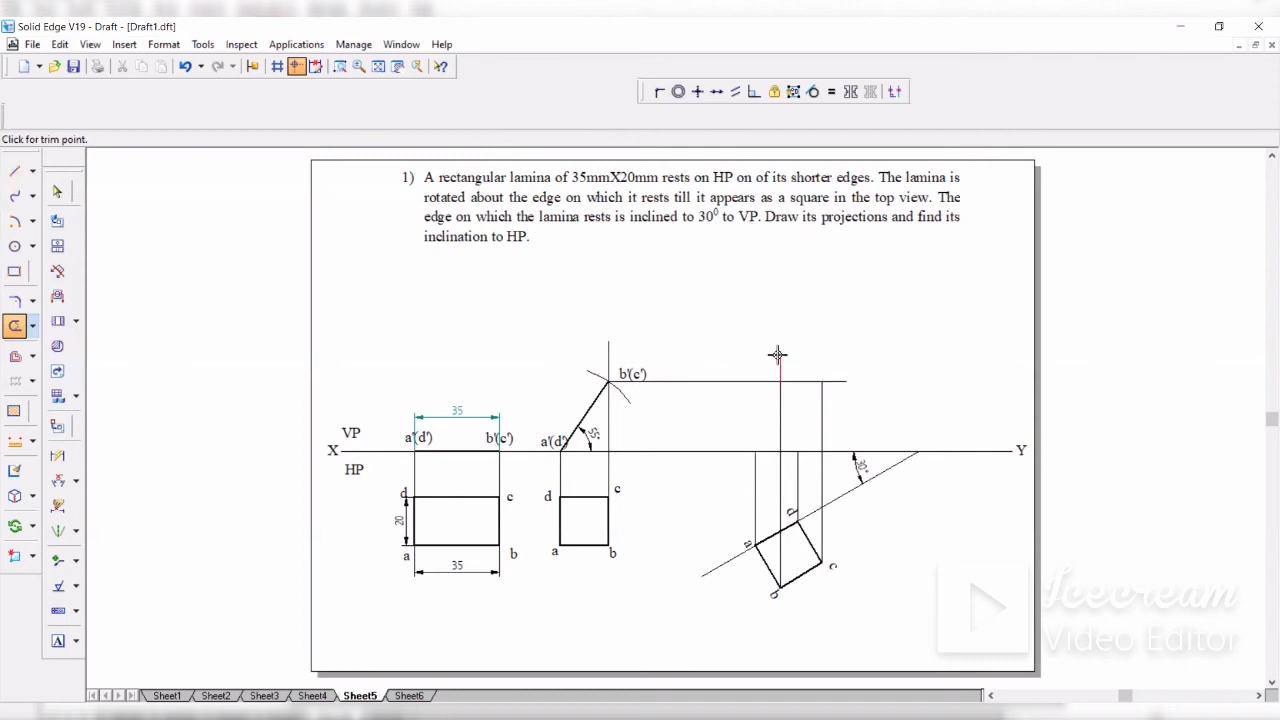 Solid Edge V19 - Draft - [Draft1.dft]
File Edit View Insert Format Tools Inspect Applications Manage Window Help
Click for trim point.
1) A rectangular lamina of 35mmX20mm rests on HP on of its shorter edges. The lamina is
rotated about the edge on which it rests till it appears as a square in the top view. The
edge on which the lamina rests is inclined to 30⁰ to VP. Draw its projections and find its
inclination to HP.
b'(c')
35
VP a'(d') b'(c') a'(d') 55°
X Y
HP 30°
d c d c
20 d
a b a b a c
35 b
Icecream
Video Editor
Sheet1 Sheet2 Sheet3 Sheet4 Sheet5 Sheet6